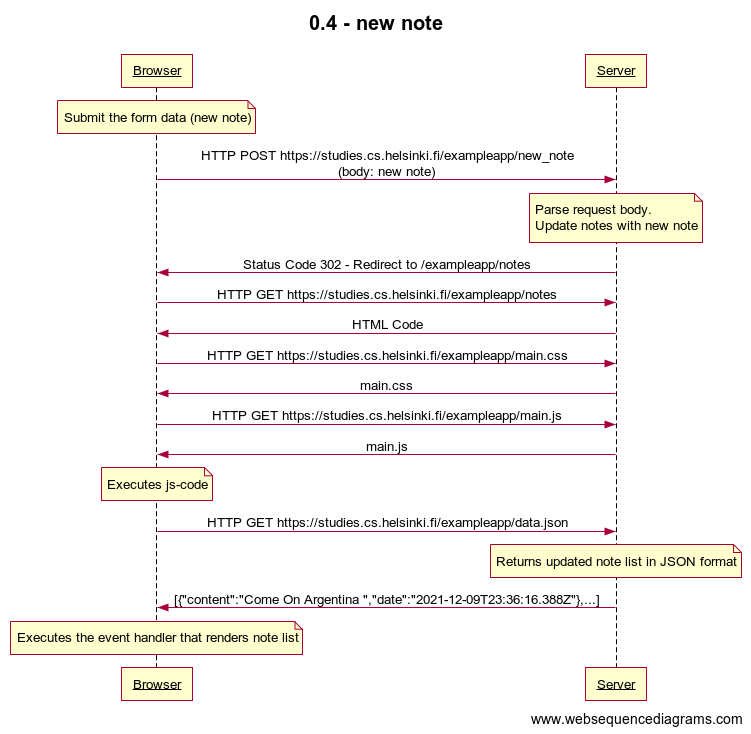 0.4 - new note
Browser
Server
Submit the form data (new note)
HTTP POST https://studies.cs.helsinki.fi/exampleapp/new_note
(body: new note)
Parse request body.
Update notes with new note
Status Code 302 - Redirect to /exampleapp/notes
HTTP GET https://studies.cs.helsinki.fi/exampleapp/notes
HTML Code
HTTP GET https://studies.cs.helsinki.fi/exampleapp/main.css
main.css
HTTP GET https://studies.cs.helsinki.fi/exampleapp/main.js
main.js
Executes js-code
HTTP GET https://studies.cs.helsinki.fi/exampleapp/data.json
Returns updated note list in JSON format
[{"content":"Come On Argentina ","date":"2021-12-09T23:36:16.388Z"},...]
Executes the event handler that renders note list
Browser
Server
www.websequencediagrams.com